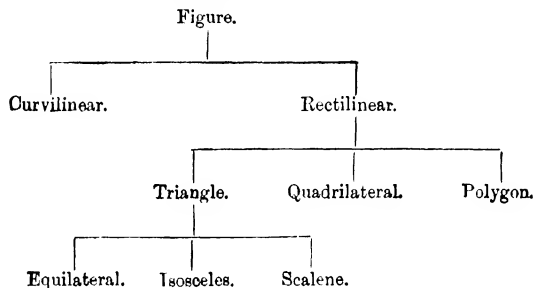 Figure.
Curvilinear. Rectilinear.
Triangle. Quadrilateral. Polygon.
Equilateral. Isosceles. Scalene.